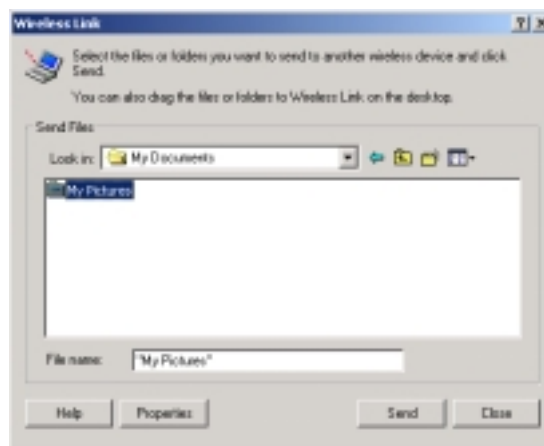 Wireless Link
Select the files or folders you want to send to another wireless device and click
Send.
You can also drag the files or folders to Wireless Link on the desktop.
Send Files
Look in: My Documents
My Pictures
File name: "My Pictures"
Help Properties Send Close